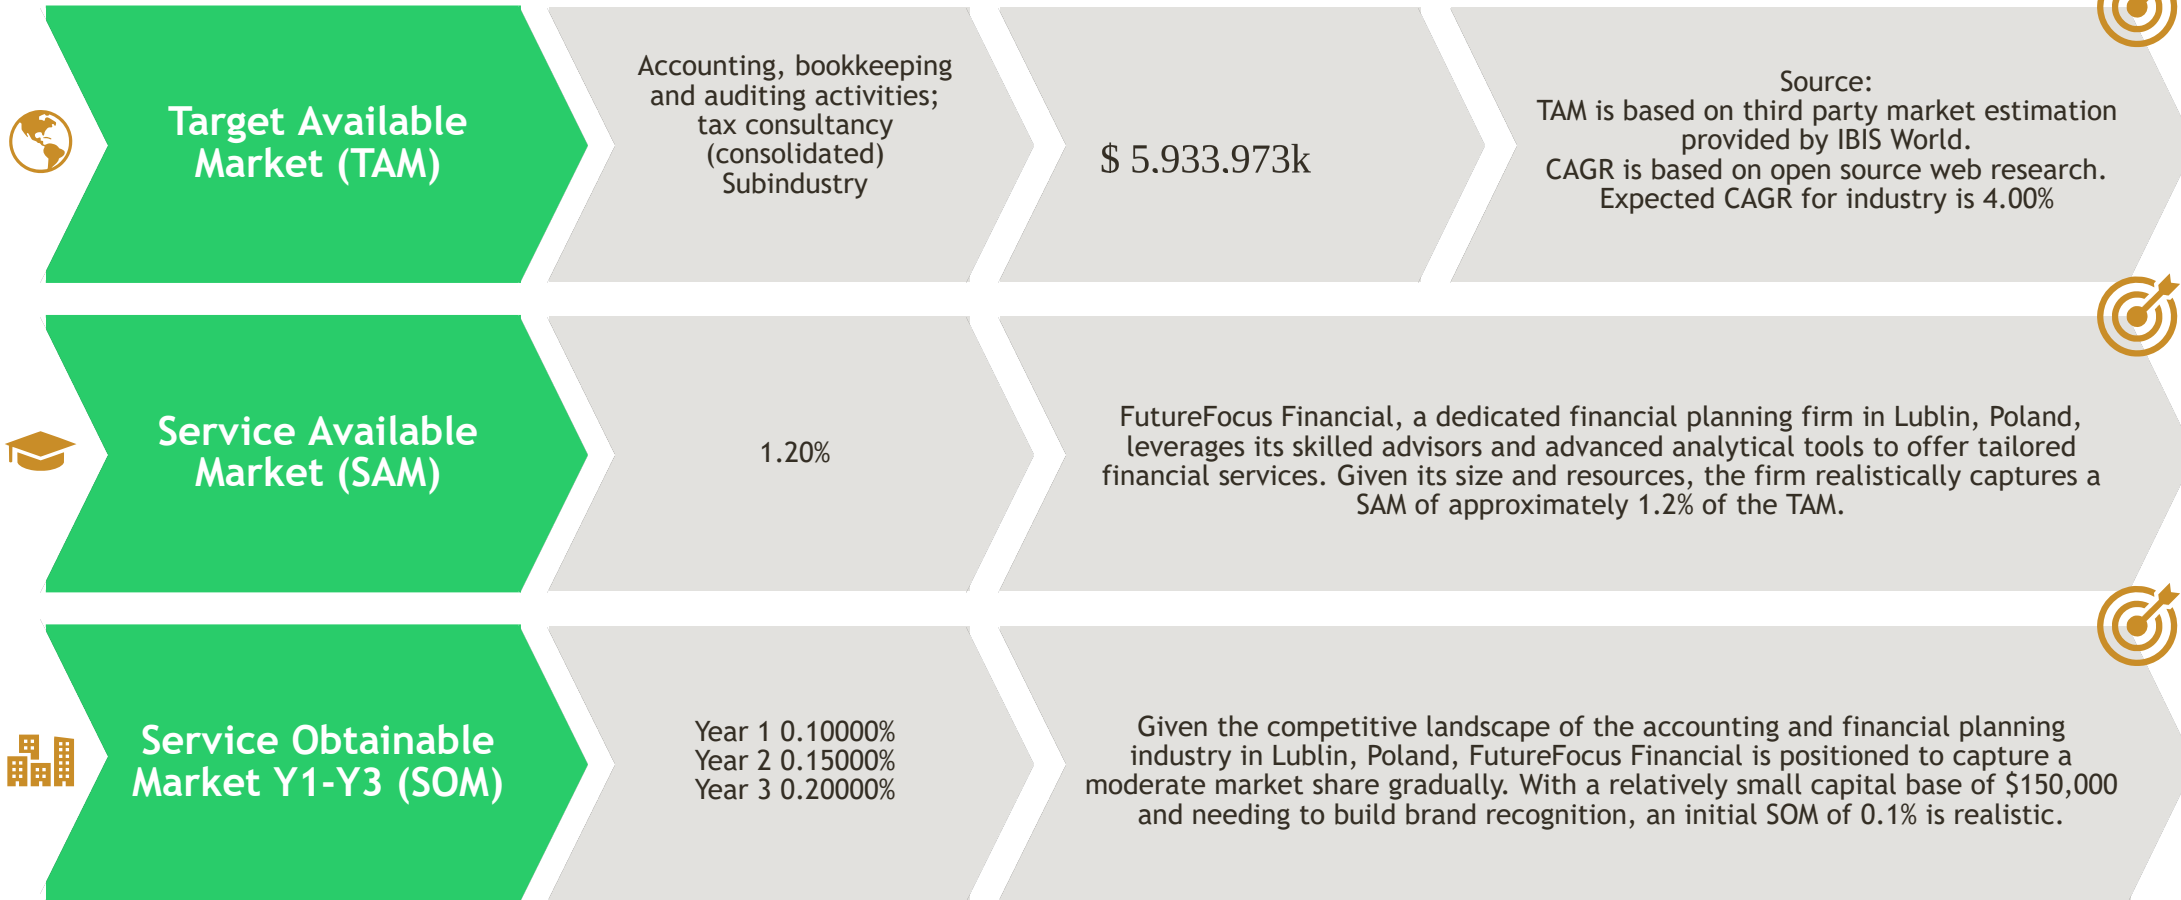 Target Available
Market (TAM)
Accounting, bookkeeping
and auditing activities;
tax consultancy
(consolidated)
Subindustry
$ 5.933.973k
Source:
TAM is based on third party market estimation
provided by IBIS World.
CAGR is based on open source web research.
Expected CAGR for industry is 4.00%
Service Available
Market (SAM)
1.20%
FutureFocus Financial, a dedicated financial planning firm in Lublin, Poland,
leverages its skilled advisors and advanced analytical tools to offer tailored
financial services. Given its size and resources, the firm realistically captures a
SAM of approximately 1.2% of the TAM.
Service Obtainable
Market Y1-Y3 (SOM)
Year 1 0.10000%
Year 2 0.15000%
Year 3 0.20000%
Given the competitive landscape of the accounting and financial planning
industry in Lublin, Poland, FutureFocus Financial is positioned to capture a
moderate market share gradually. With a relatively small capital base of $150,000
and needing to build brand recognition, an initial SOM of 0.1% is realistic.